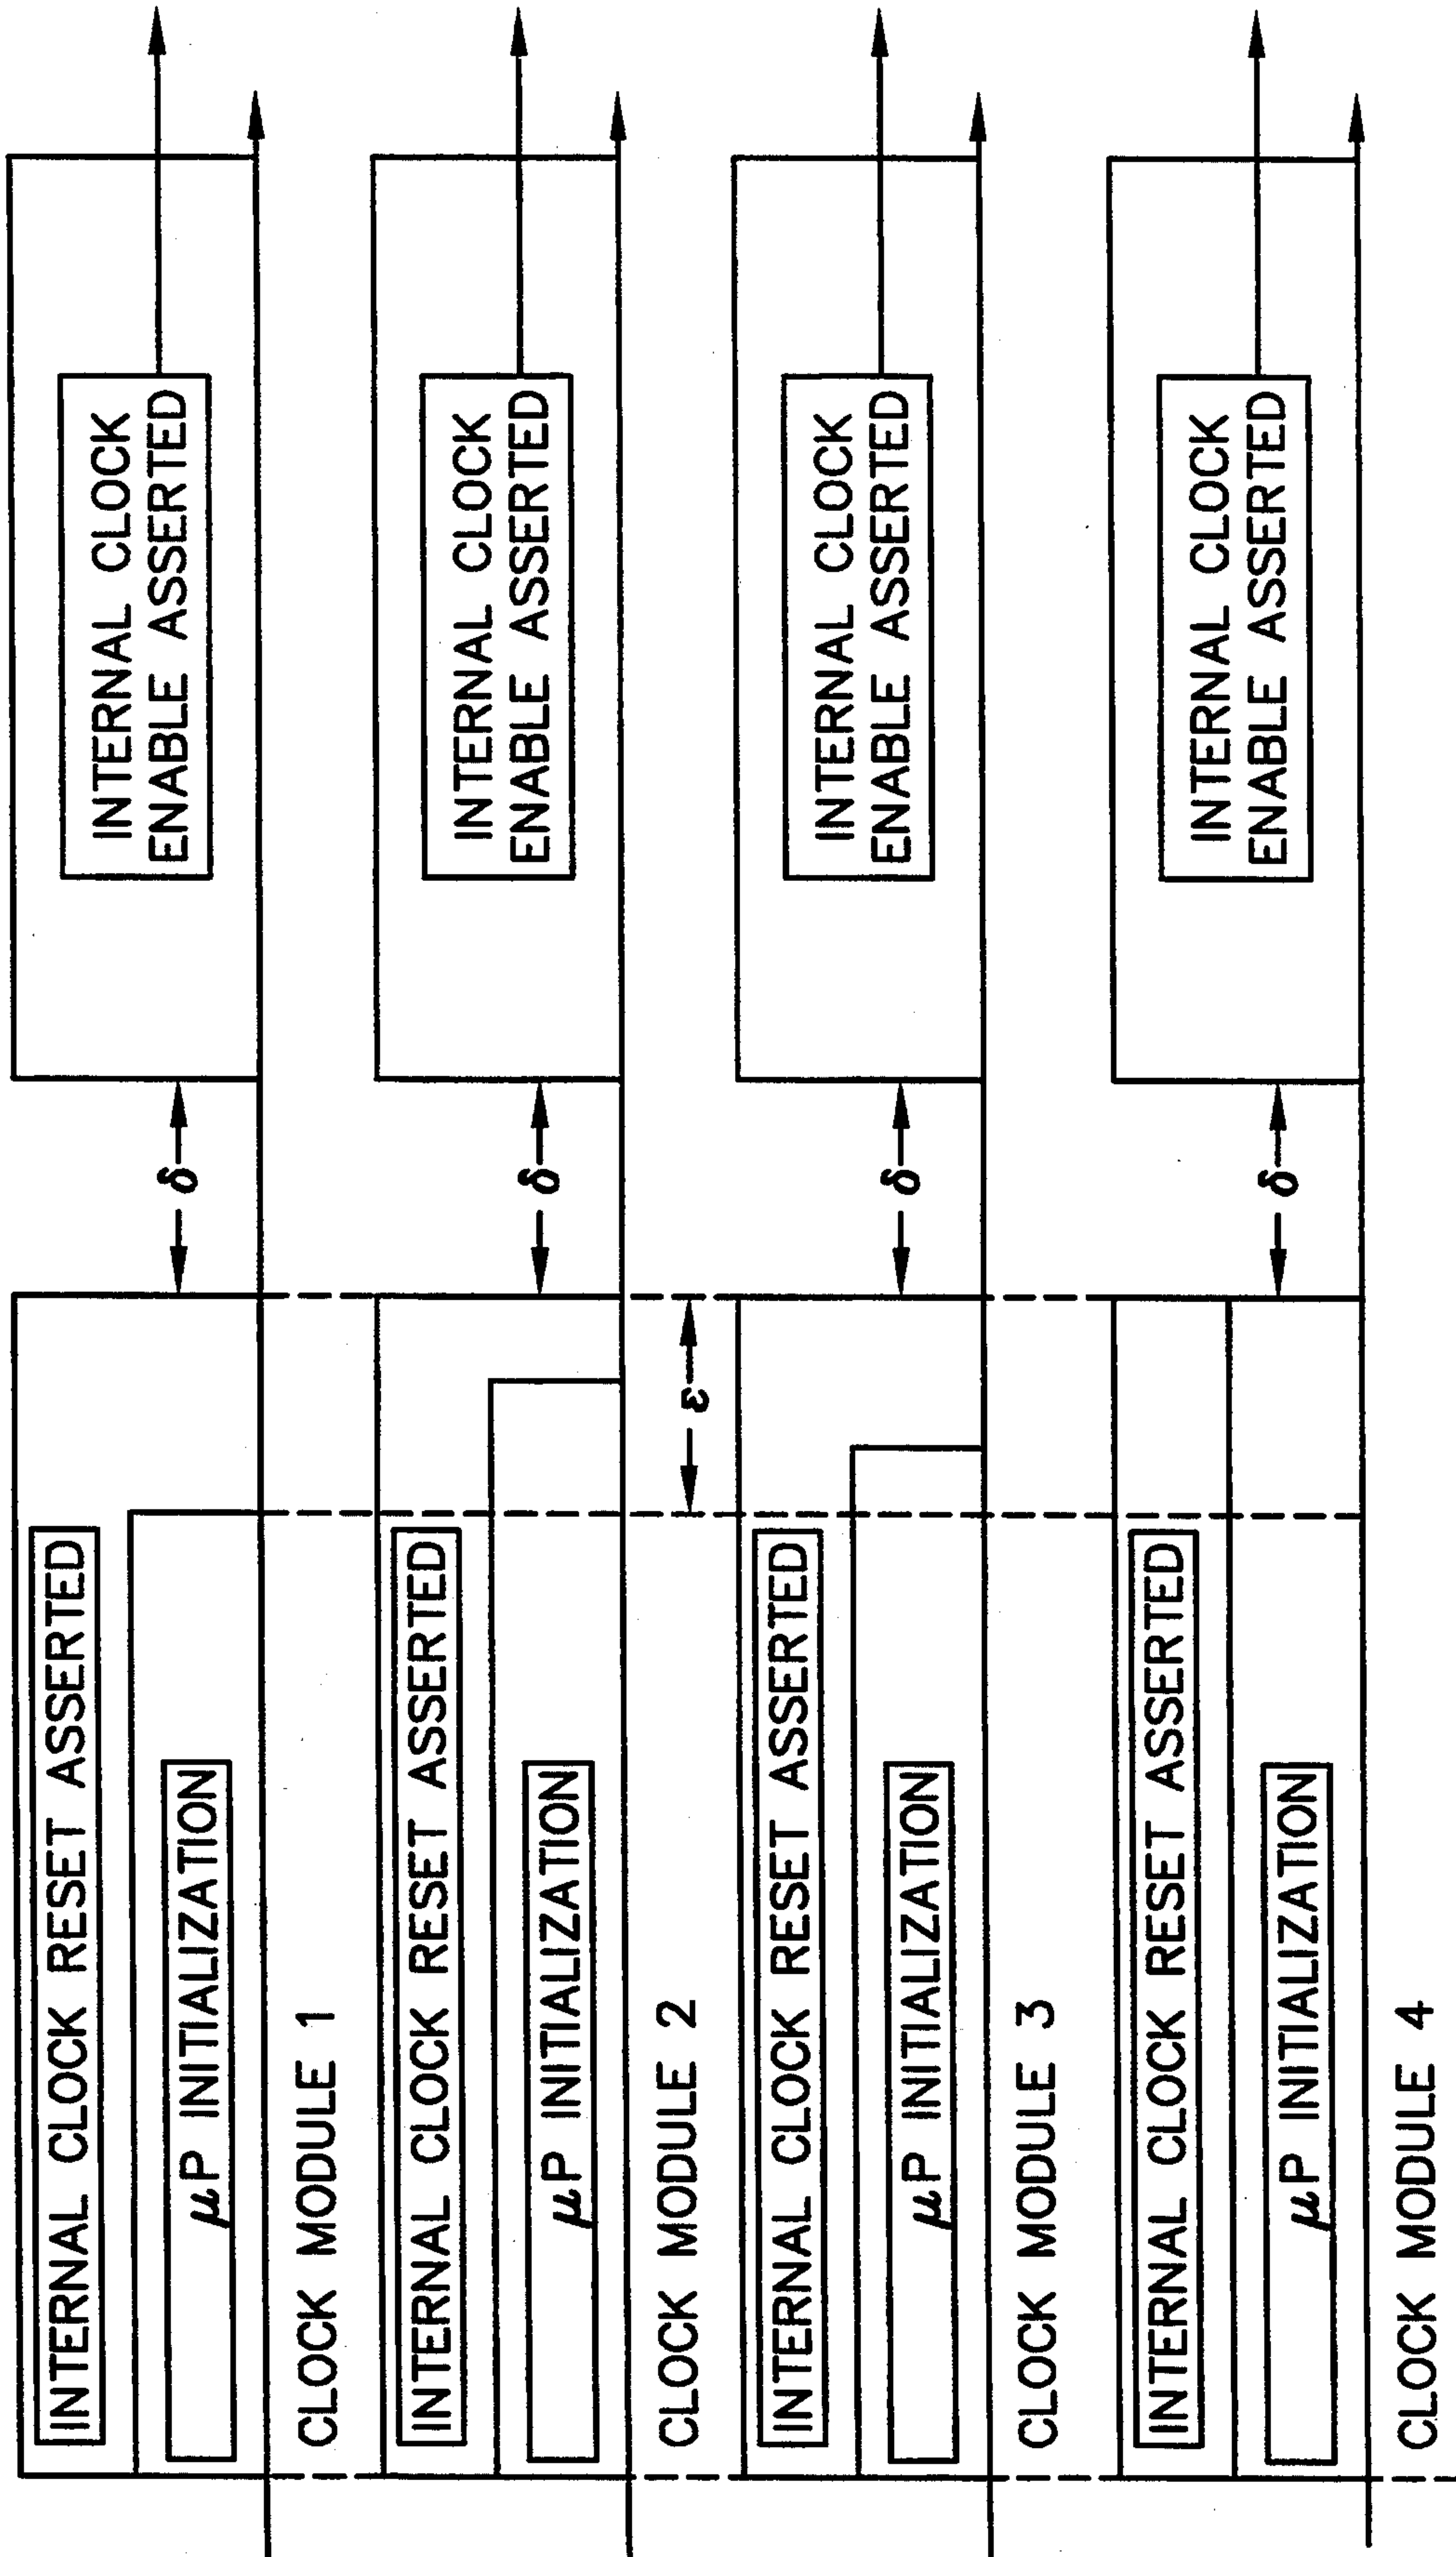 INTERNAL CLOCK RESET ASSERTED
μP INITIALIZATION
δ
INTERNAL CLOCK
ENABLE ASSERTED
CLOCK MODULE 1
INTERNAL CLOCK RESET ASSERTED
μP INITIALIZATION
δ
INTERNAL CLOCK
ENABLE ASSERTED
CLOCK MODULE 2
ε
INTERNAL CLOCK RESET ASSERTED
μP INITIALIZATION
δ
INTERNAL CLOCK
ENABLE ASSERTED
CLOCK MODULE 3
INTERNAL CLOCK RESET ASSERTED
μP INITIALIZATION
δ
INTERNAL CLOCK
ENABLE ASSERTED
CLOCK MODULE 4